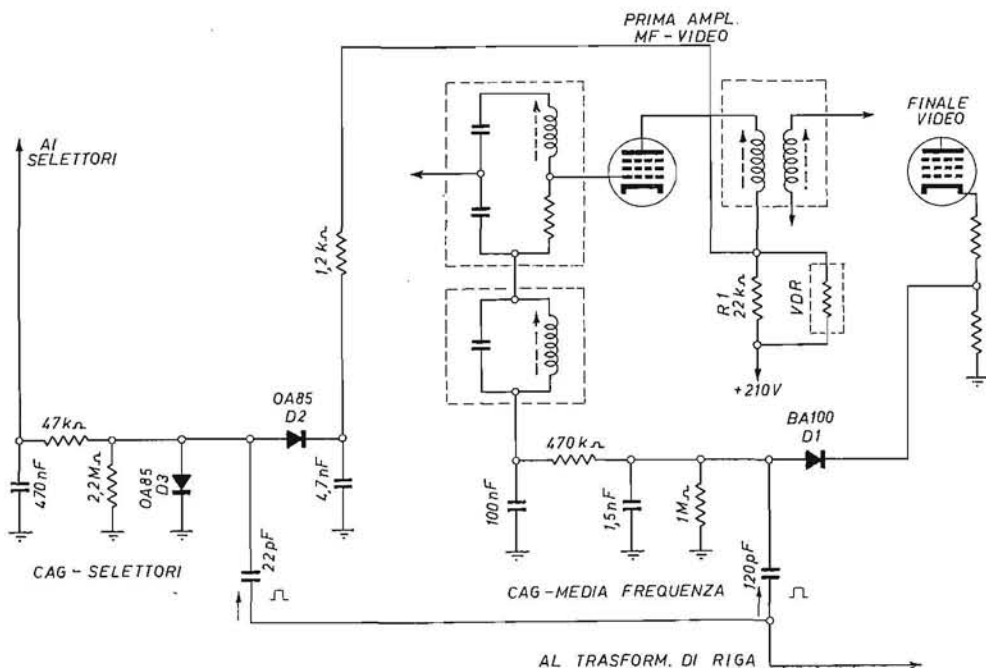 PRIMA AMPL.
MF-VIDEO
FINALE
VIDEO
AI
SELETTORI
1,2 kΩ
R1
22 kΩ
VDR
+210V
OA85
D2
BA100
D1
47 kΩ
470 kΩ
470 nF
2,2 MΩ
OA85
D3
4,7 nF
100 nF
1,5 nF
1 MΩ
22 pF
120 pF
CAG - SELETTORI
CAG-MEDIA FREQUENZA
AL TRASFORM. DI RIGA